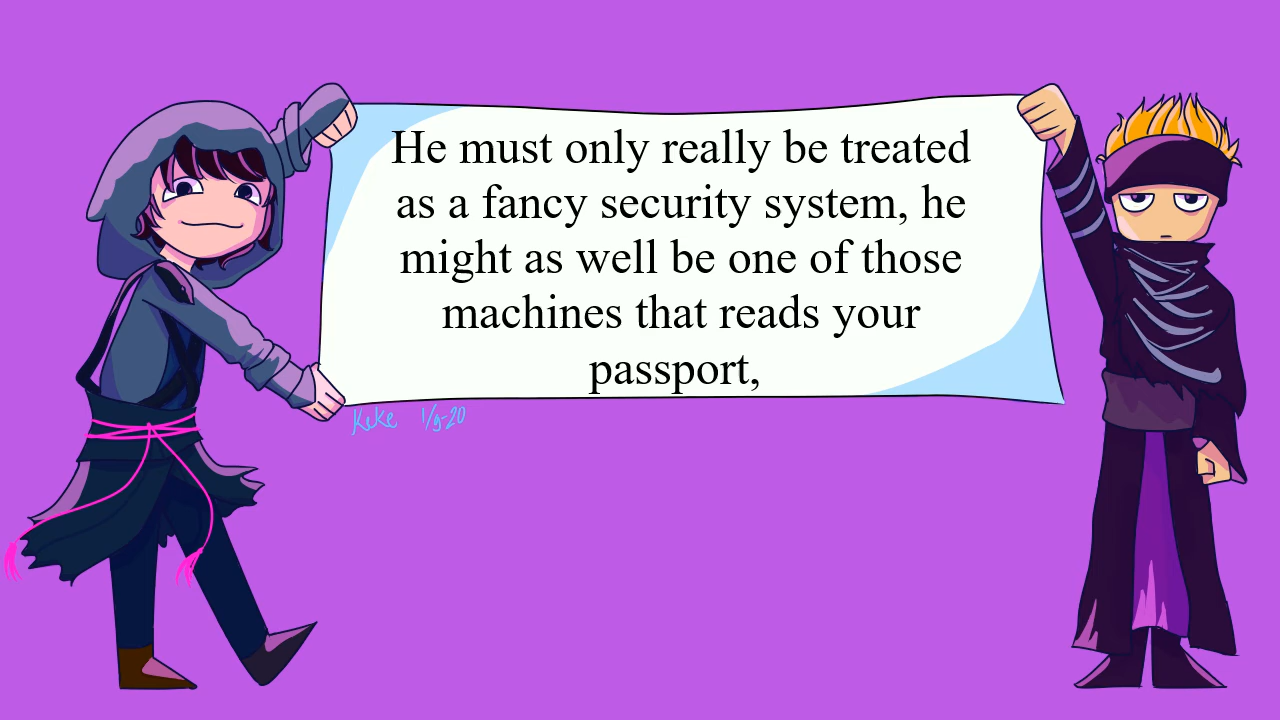 He must only really be treated
as a fancy security system, he
might as well be one of those
machines that reads your
passport,
Keke 1/9-20